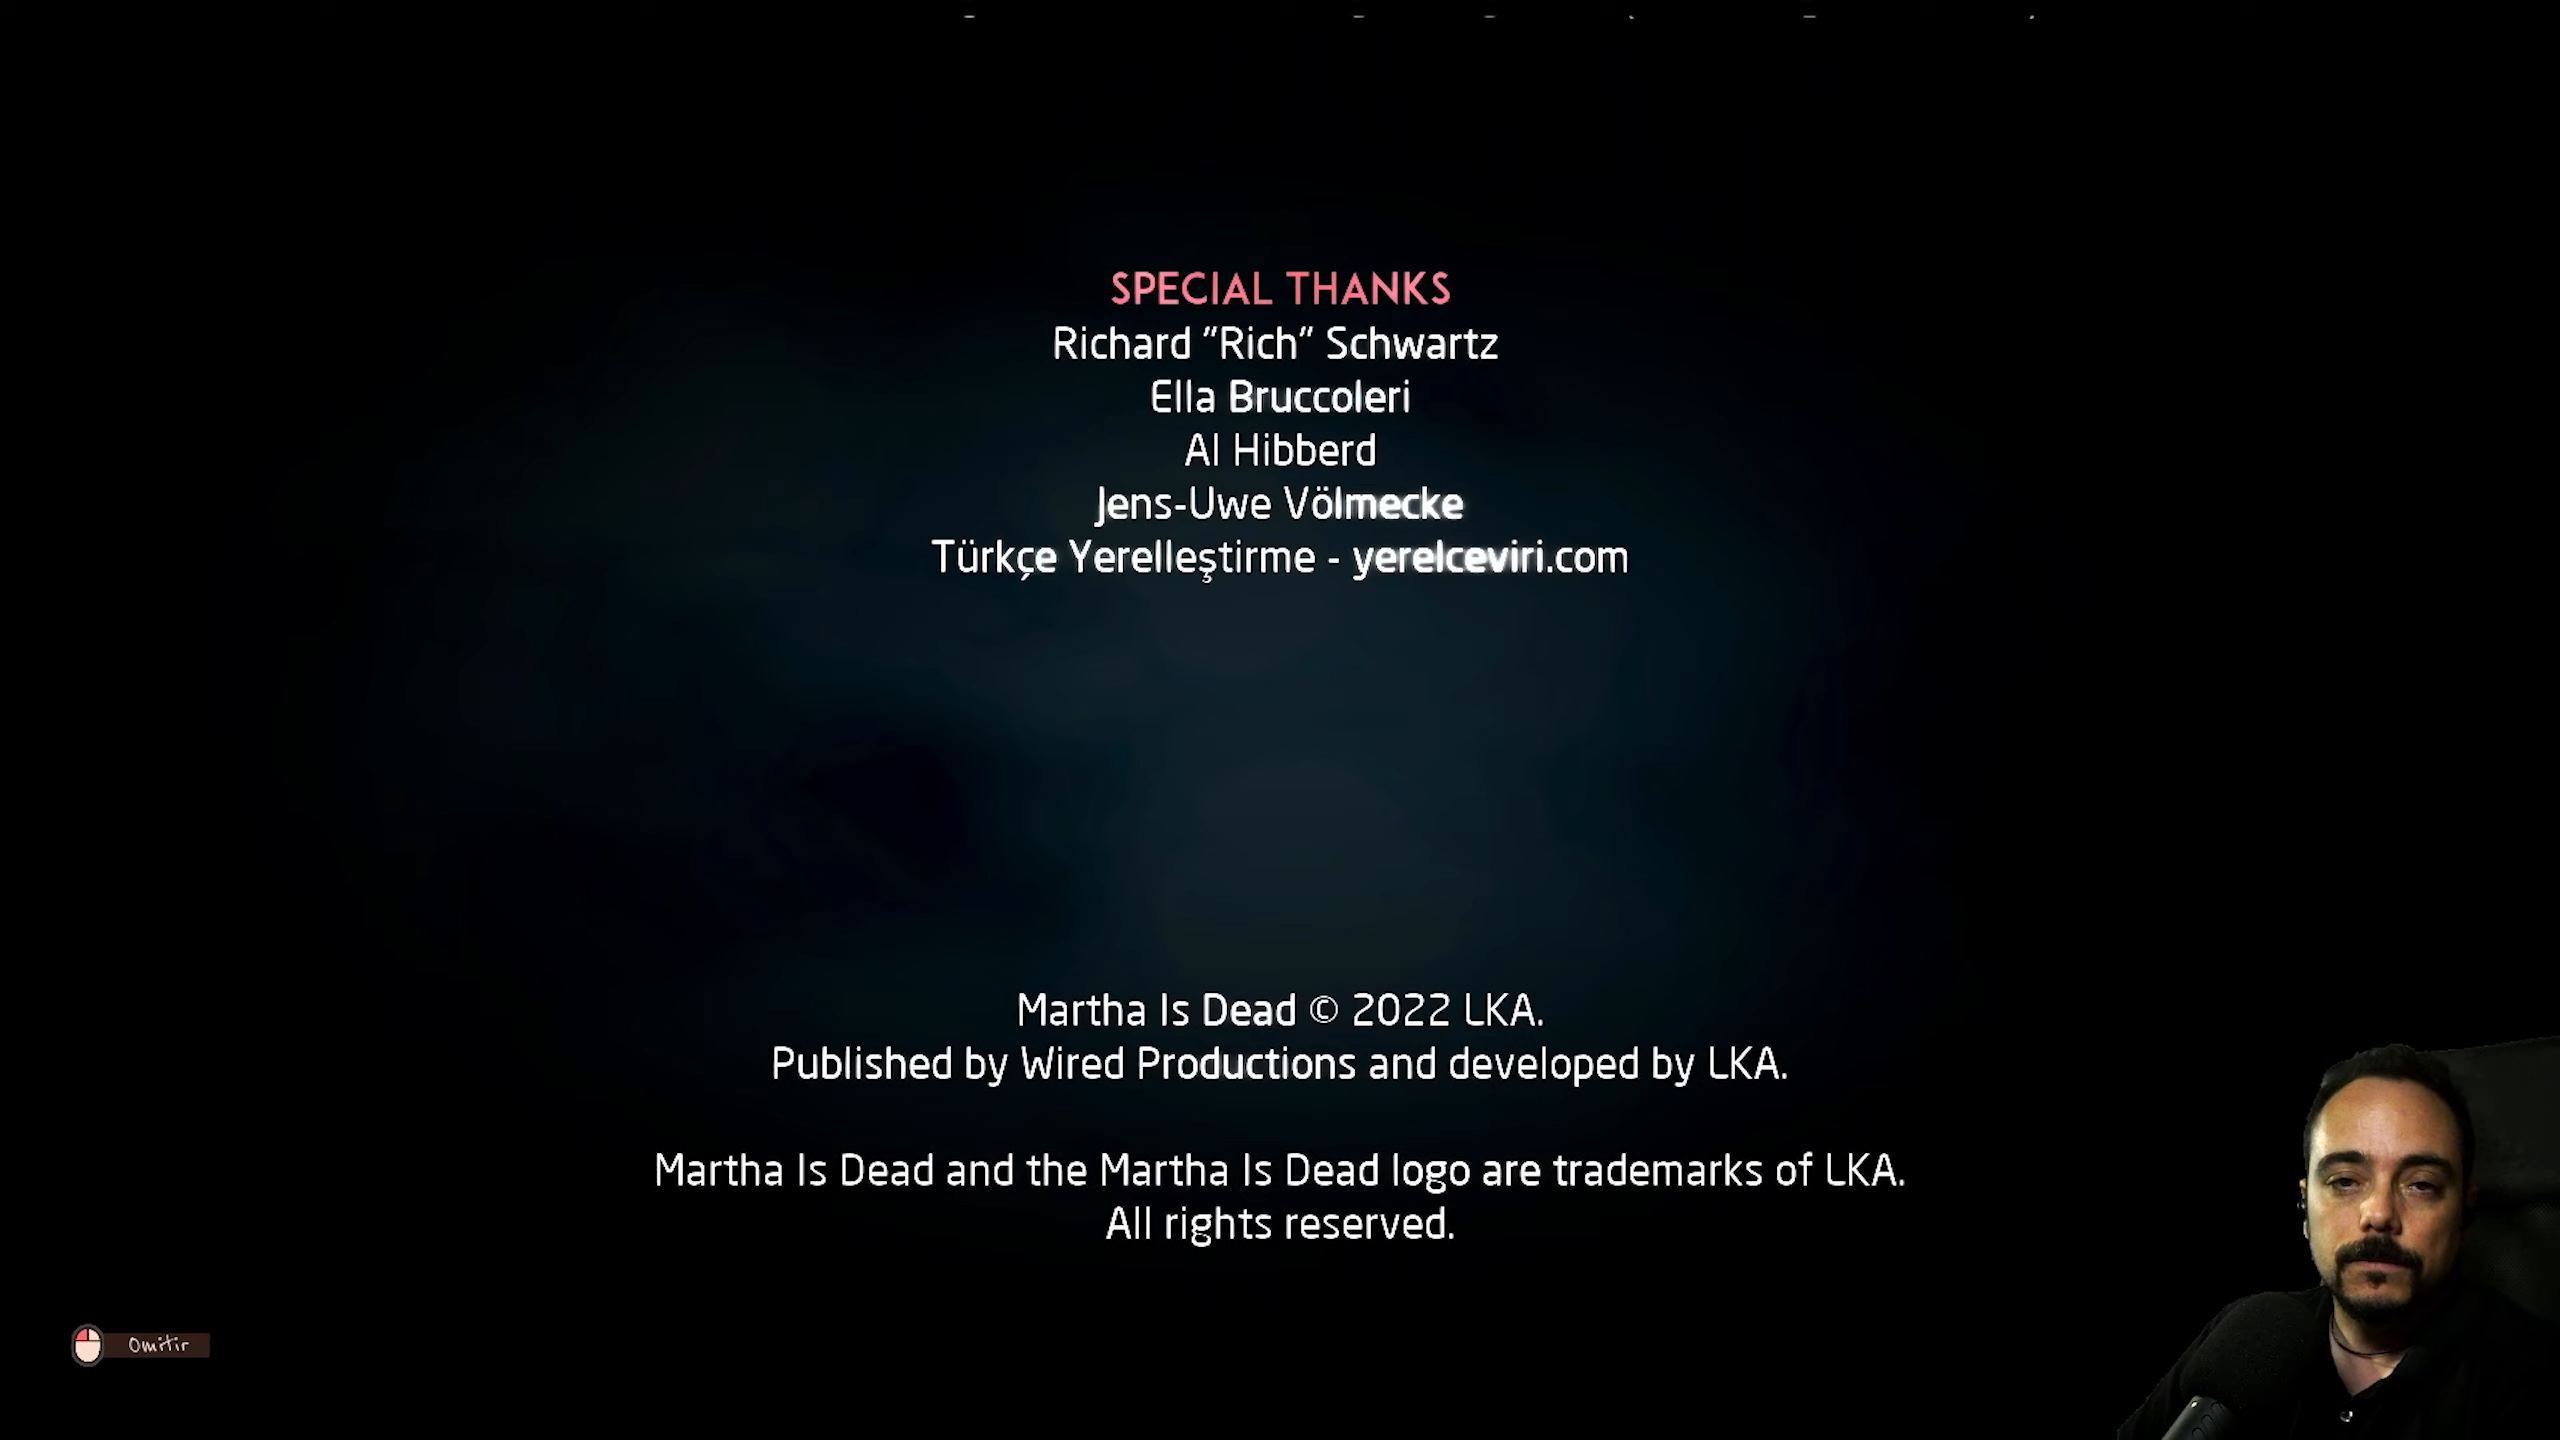 SPECIAL THANKS
Richard "Rich" Schwartz
Ella Bruccoleri
Al Hibberd
Jens-Uwe Völmecke
Türkçe Yerelleştirme - yerelceviri.com
Martha Is Dead © 2022 LKA.
Published by Wired Productions and developed by LKA.
Martha Is Dead and the Martha Is Dead logo are trademarks of LKA.
All rights reserved.
Omitir